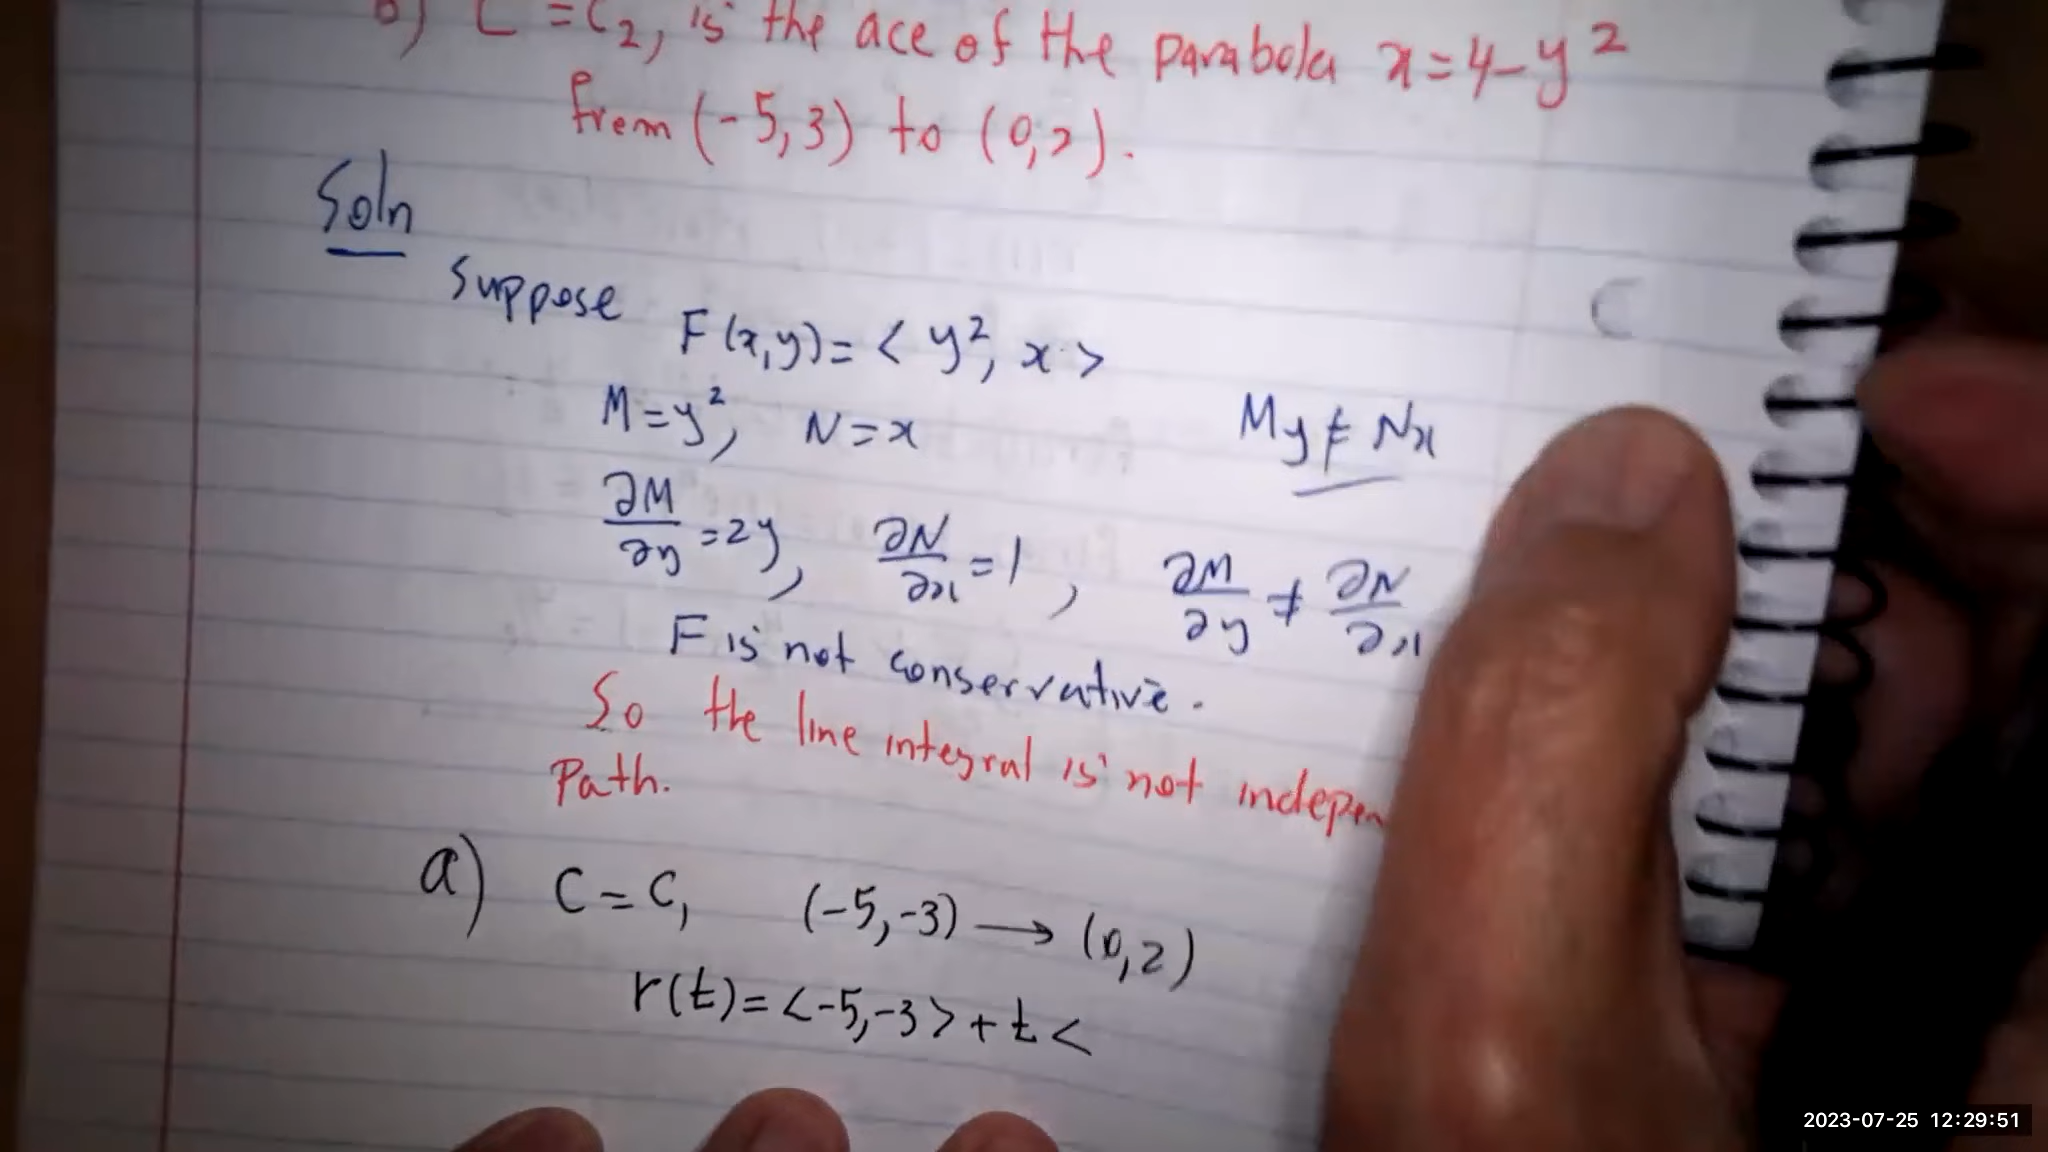 b) C = C₂, is the ace of the parabola x = 4 - y²
from (-5, 3) to (0, 2).
Soln
Suppose F(x,y) = < y², x >
M = y², N = x My ≠ Nx
∂M/∂y = 2y, ∂N/∂x = 1, ∂M/∂y ≠ ∂N/∂x
F is not conservative.
So the line integral is not indepen
Path.
a) C = C₁ (-5,-3) → (0,2)
r(t) = <-5,-3> + t <
C
2023-07-25 12:29:51